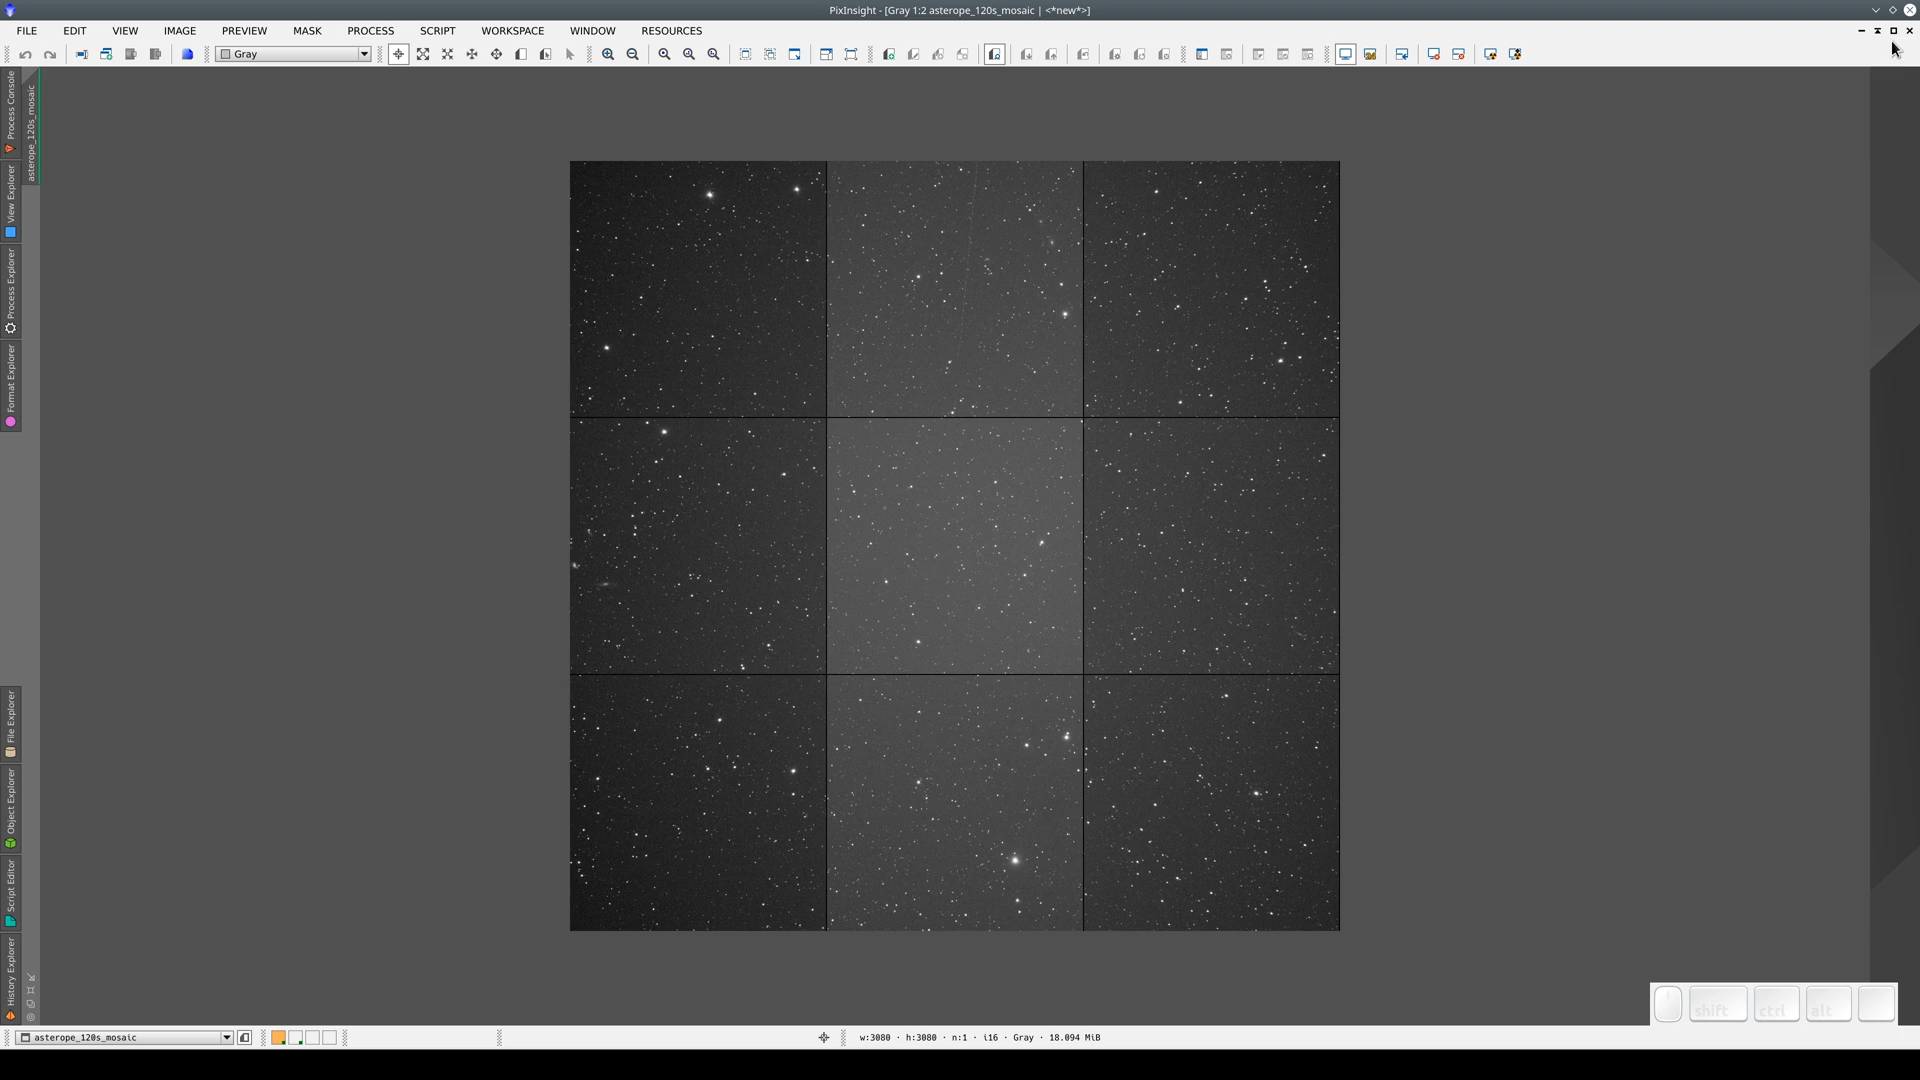 PixInsight - [Gray 1:2 asterope_120s_mosaic | <*new*>]
FILE EDIT VIEW IMAGE PREVIEW MASK PROCESS SCRIPT WORKSPACE WINDOW RESOURCES
Gray
Process Console
asterope_120s_mosaic
View Explorer
Process Explorer
Format Explorer
File Explorer
Object Explorer
Script Editor
History Explorer
shift ctrl alt
asterope_120s_mosaic
w:3080 · h:3080 · n:1 · i16 · Gray · 18.094 MiB